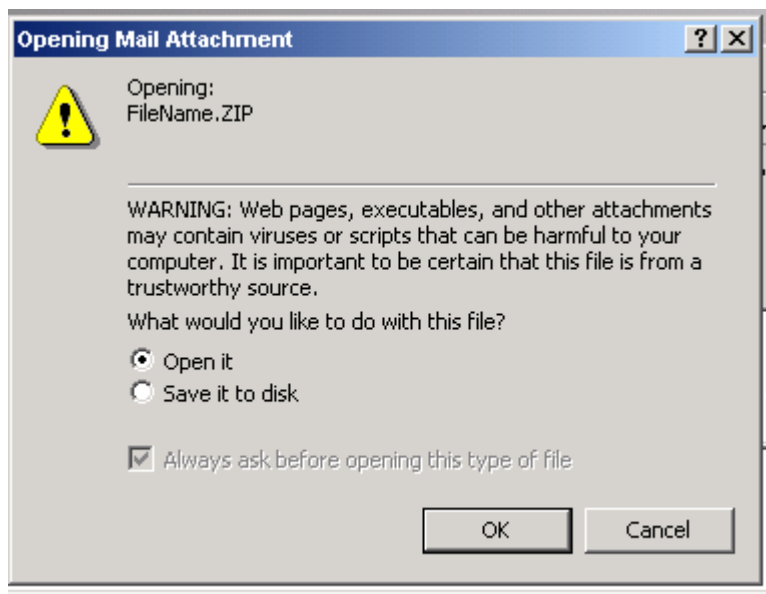 Opening Mail Attachment
Opening:
FileName.ZIP
WARNING: Web pages, executables, and other attachments
may contain viruses or scripts that can be harmful to your
computer. It is important to be certain that this file is from a
trustworthy source.
What would you like to do with this file?
Open it
Save it to disk
Always ask before opening this type of file
OK Cancel